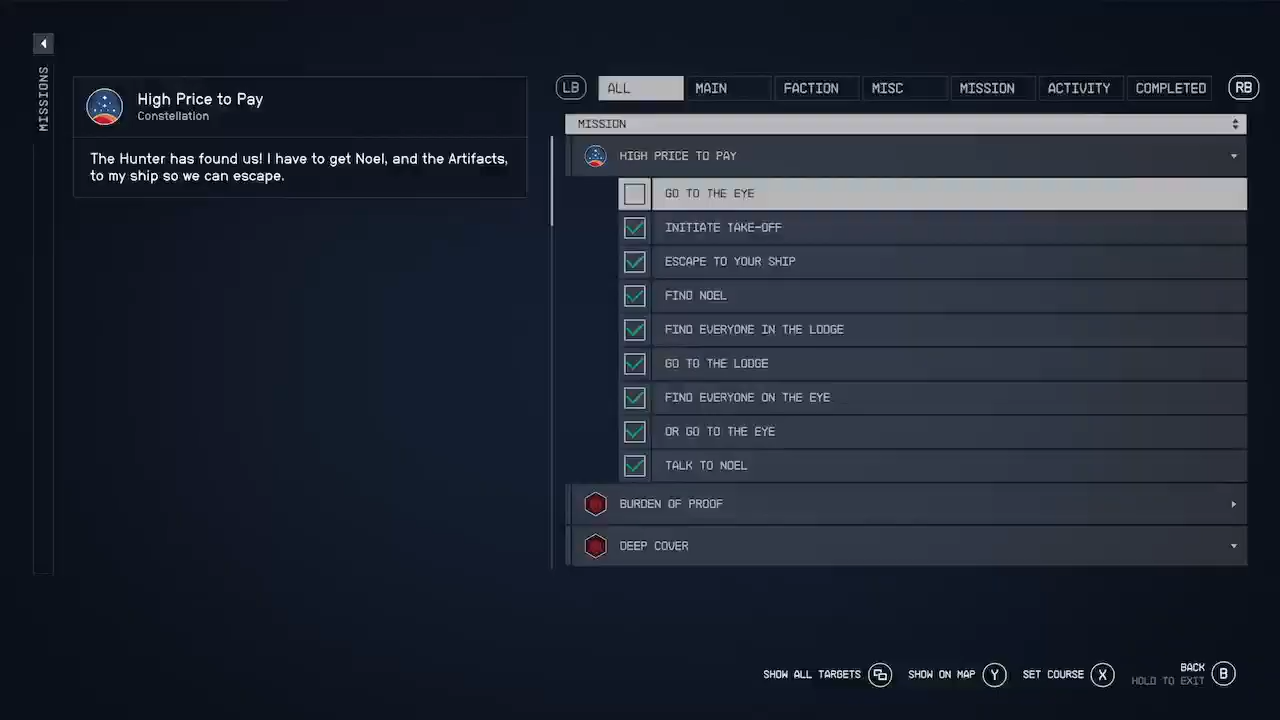 MISSIONS
High Price to Pay
Constellation
The Hunter has found us! I have to get Noel, and the Artifacts,
to my ship so we can escape.
LB
ALL
MAIN
FACTION
MISC
MISSION
ACTIVITY
COMPLETED
RB
MISSION
HIGH PRICE TO PAY
GO TO THE EYE
INITIATE TAKE-OFF
ESCAPE TO YOUR SHIP
FIND NOEL
FIND EVERYONE IN THE LODGE
GO TO THE LODGE
FIND EVERYONE ON THE EYE
OR GO TO THE EYE
TALK TO NOEL
BURDEN OF PROOF
DEEP COVER
SHOW ALL TARGETS
SHOW ON MAP Y
SET COURSE X
BACK
HOLD TO EXIT
B